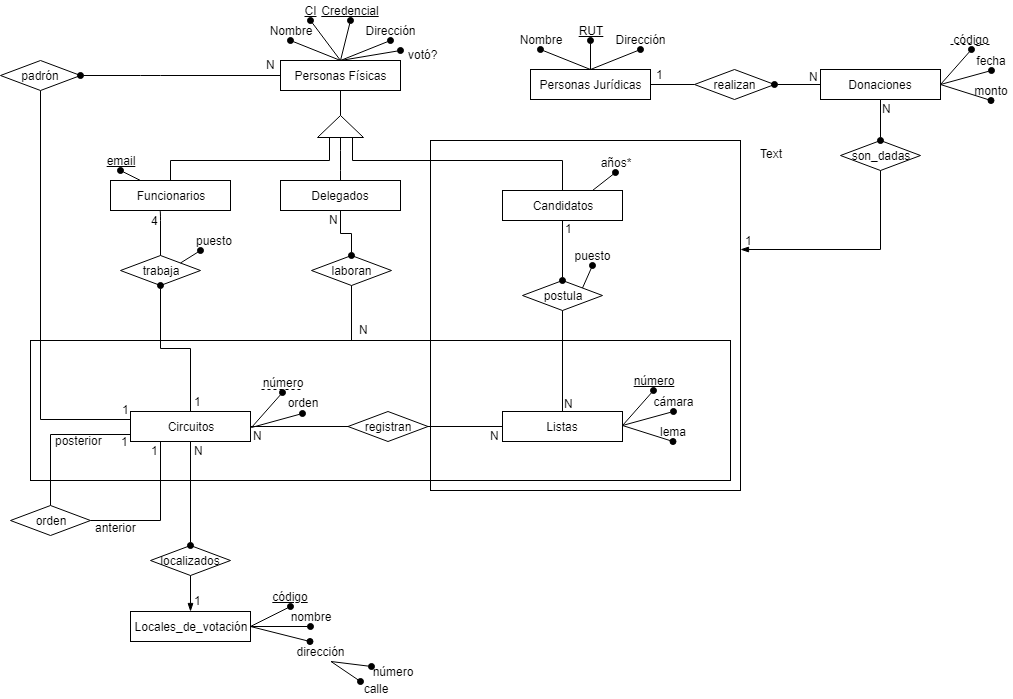 CI Credencial
Nombre
Dirección
votó?
N
padrón
Personas Físicas
Nombre
RUT
Dirección
Personas Jurídicas
1
realizan
N
Donaciones
código
fecha
monto
N
son_dadas
Text
1
email
Funcionarios
Delegados
años*
Candidatos
4
N
1
puesto
trabaja
laboran
puesto
postula
N
número
orden
1
1
Circuitos
N
registran
N
N
Listas
número
cámara
lema
posterior
1
1
N
orden
anterior
localizados
1
Locales_de_votación
código
nombre
dirección
número
calle